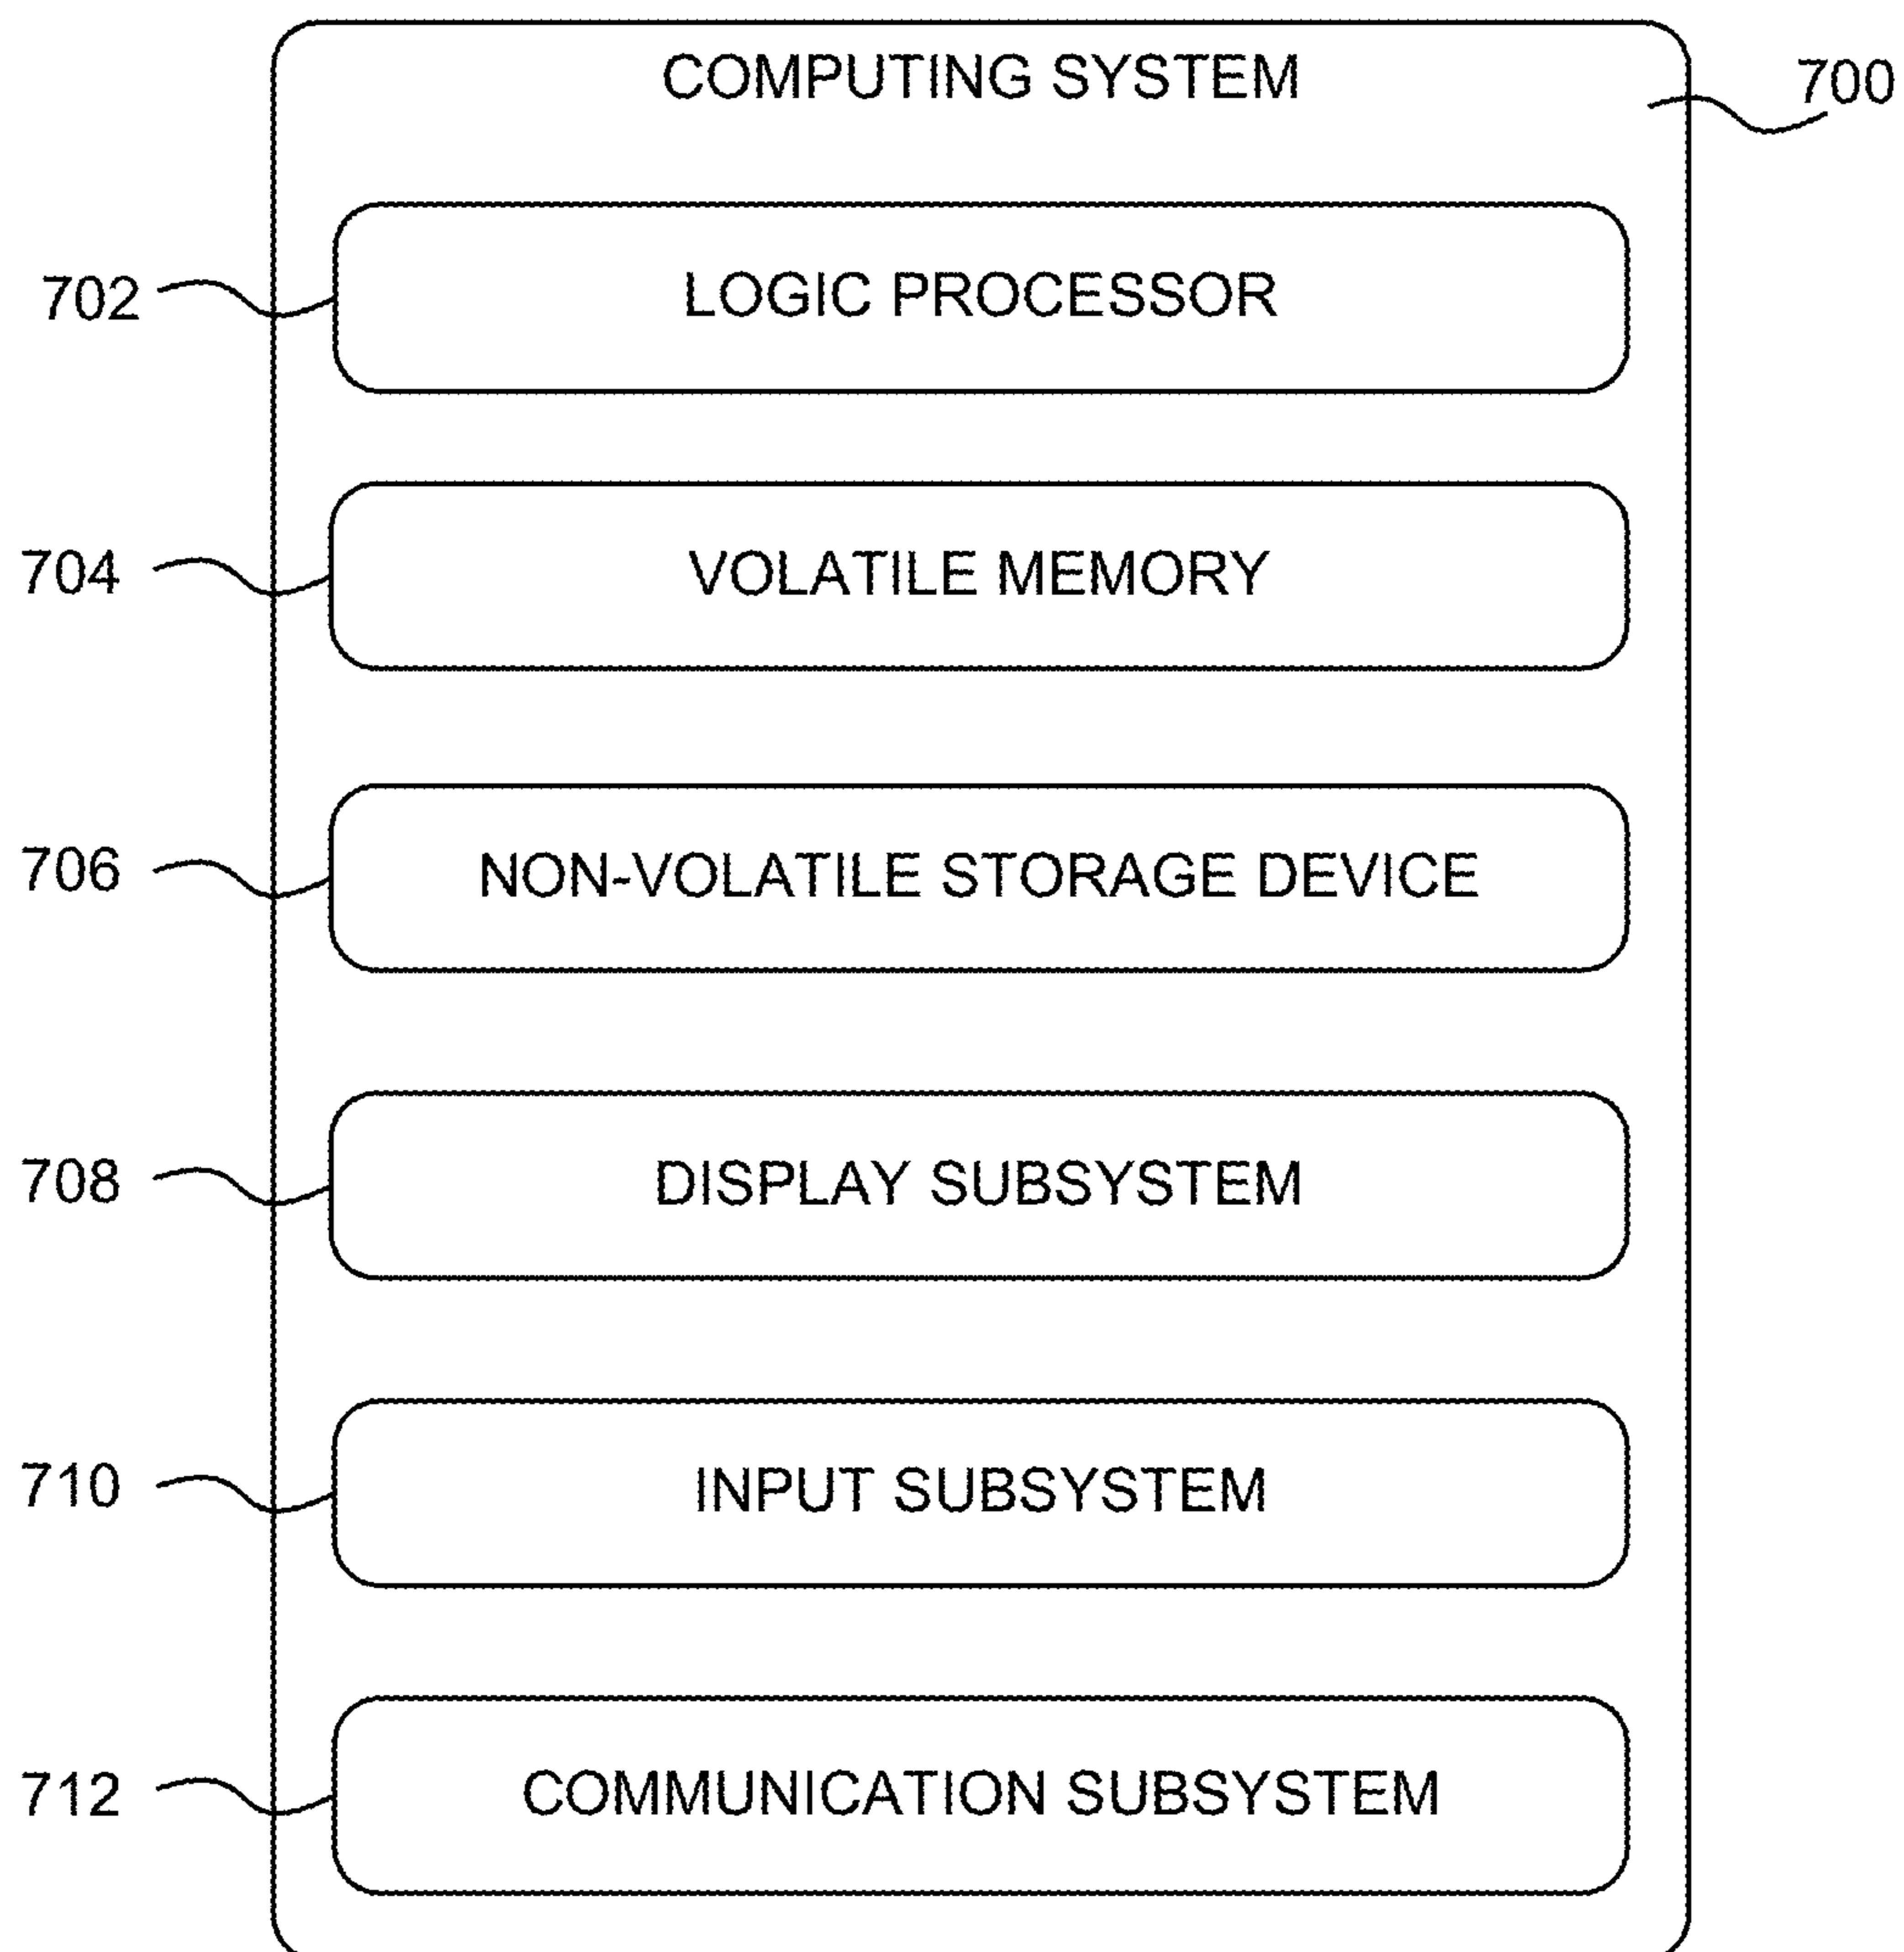 COMPUTING SYSTEM
700
702
LOGIC PROCESSOR
704
VOLATILE MEMORY
706
NON-VOLATILE STORAGE DEVICE
708
DISPLAY SUBSYSTEM
710
INPUT SUBSYSTEM
712
COMMUNICATION SUBSYSTEM